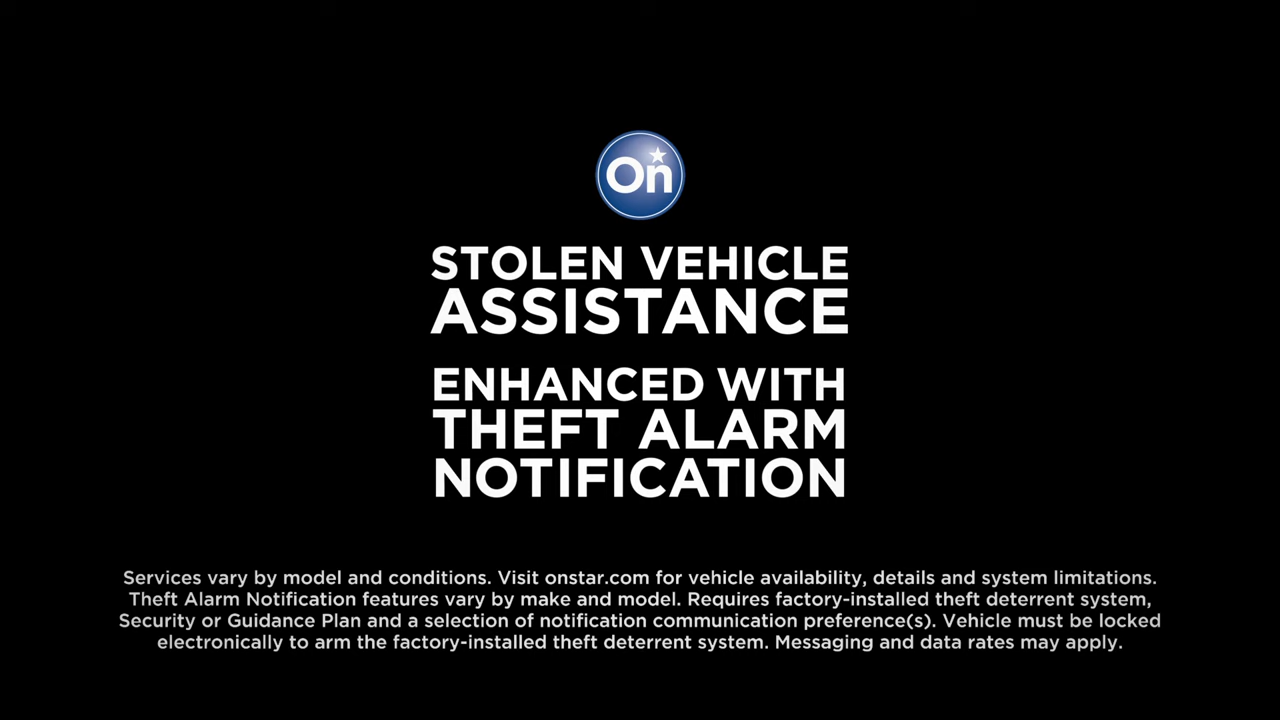 On
STOLEN VEHICLE
ASSISTANCE
ENHANCED WITH
THEFT ALARM
NOTIFICATION
Services vary by model and conditions. Visit onstar.com for vehicle availability, details and system limitations.
Theft Alarm Notification features vary by make and model. Requires factory-installed theft deterrent system,
Security or Guidance Plan and a selection of notification communication preference(s). Vehicle must be locked
electronically to arm the factory-installed theft deterrent system. Messaging and data rates may apply.